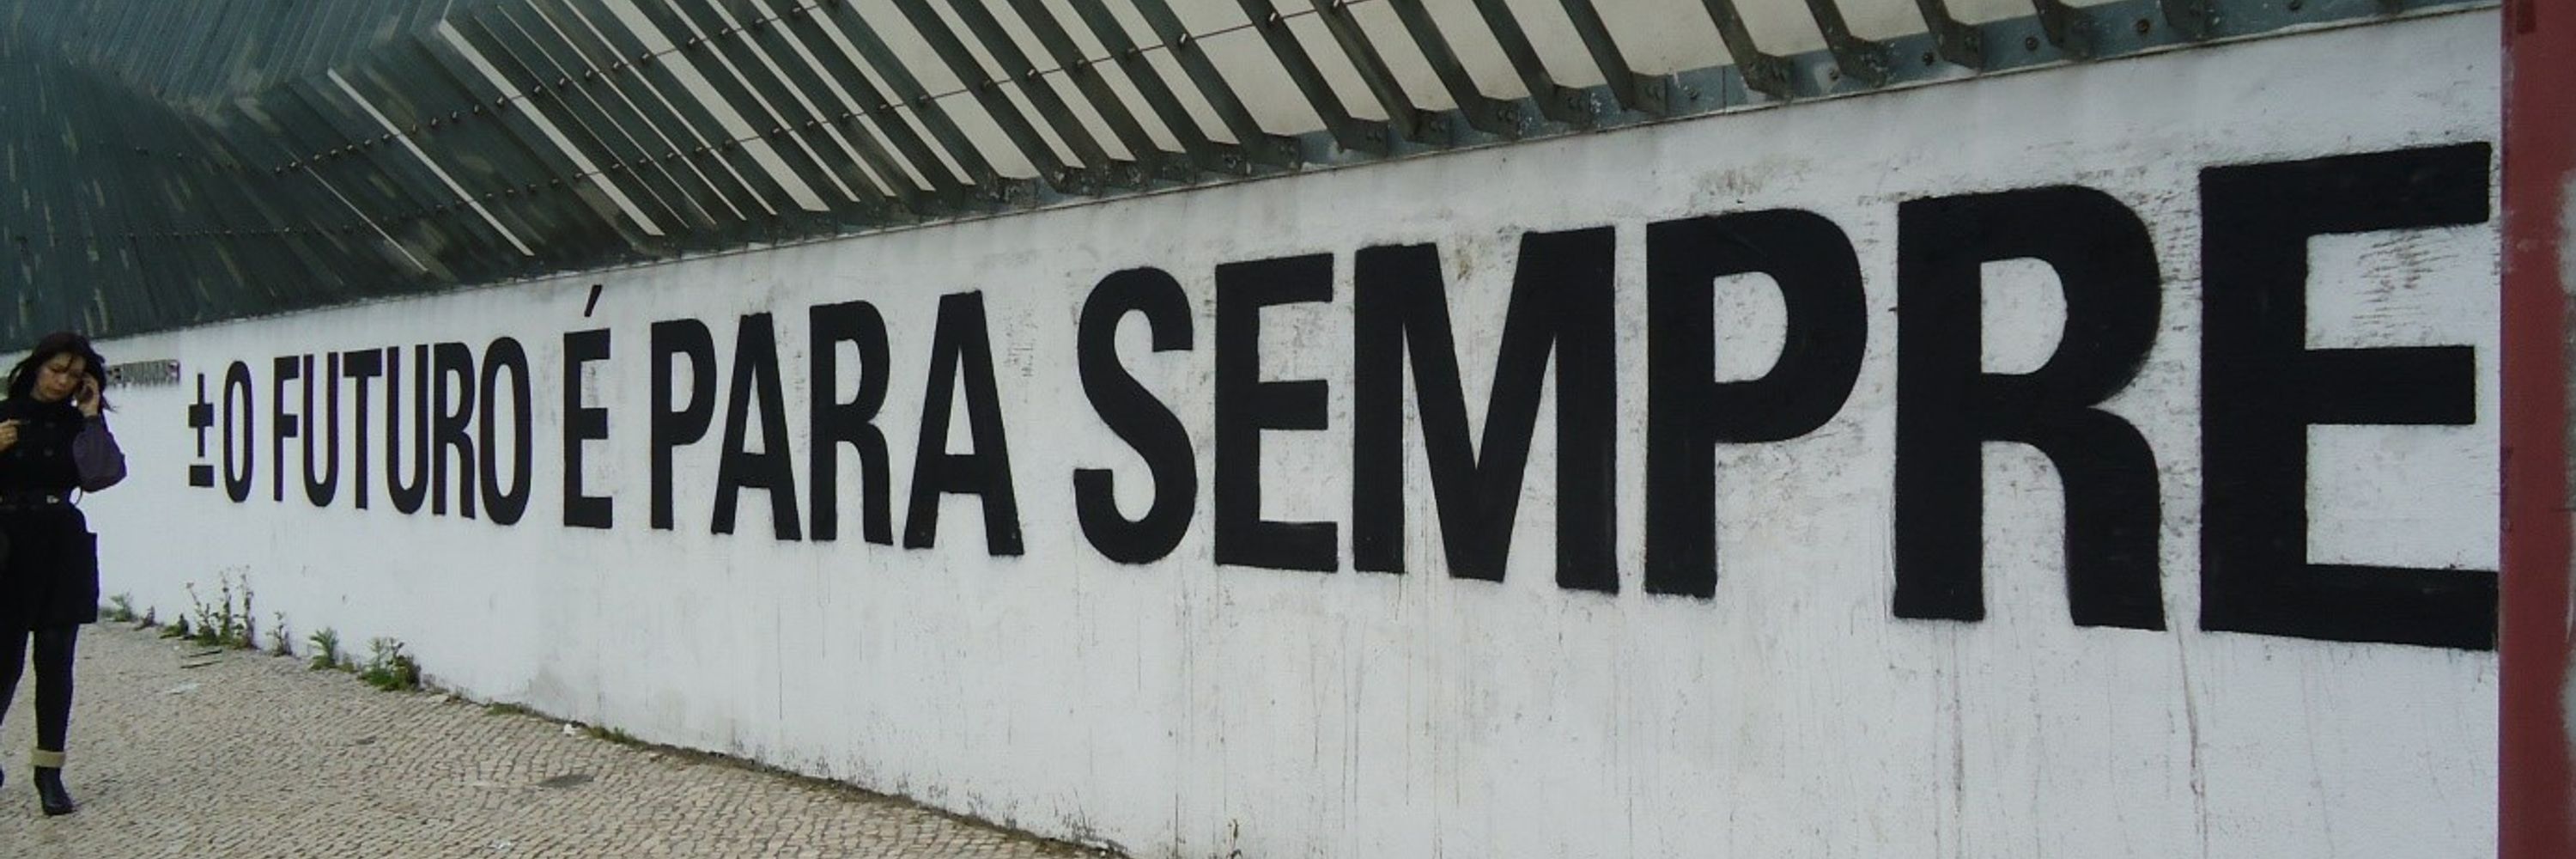 ± O FUTURO É PARA SEMPRE